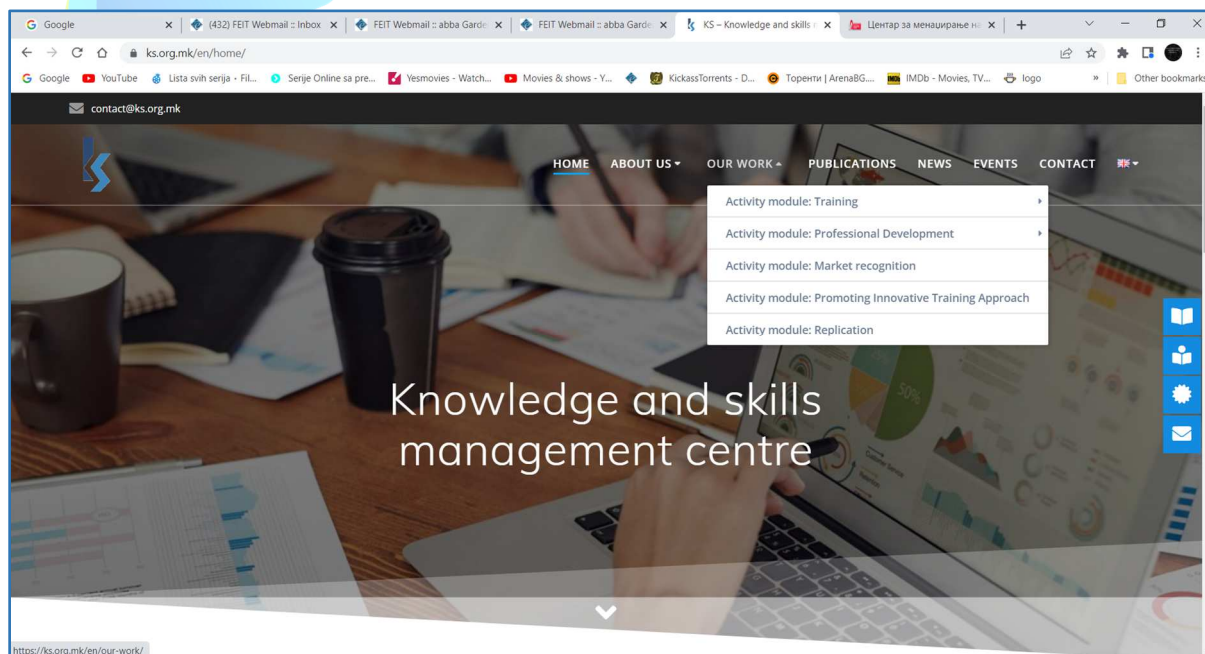 Google
(432) FEIT Webmail :: Inbox
FEIT Webmail :: abba Garde
FEIT Webmail :: abba Garde
KS – Knowledge and skills
Центар за менаџирање на
ks.org.mk/en/home/
Google
YouTube
Lista svih serija - Fil...
Serije Online sa pre...
Yesmovies - Watch...
Movies & shows - Y...
KickassTorrents - D...
Торенти | ArenaBG....
IMDb - Movies, TV...
logo
»
Other bookmarks
contact@ks.org.mk
ks
HOME ABOUT US OUR WORK PUBLICATIONS NEWS EVENTS CONTACT
Activity module: Training
Activity module: Professional Development
Activity module: Market recognition
Activity module: Promoting Innovative Training Approach
Activity module: Replication
50%
Customer Service
Knowledge and skills
management centre
https://ks.org.mk/en/our-work/